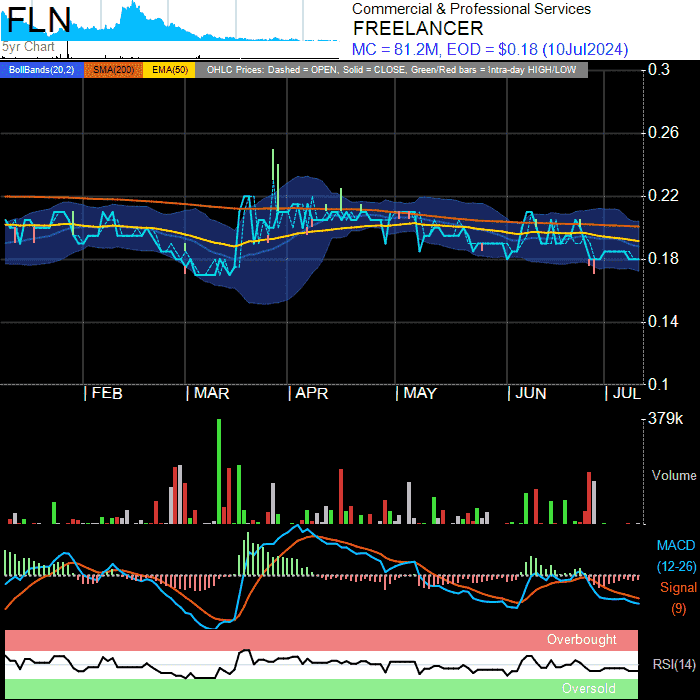 FLN
5yr Chart
Commercial & Professional Services
FREELANCER
MC = 81.2M, EOD = $0.18 (10Jul2024)
BollBands(20,2) SMA(200) EMA(50) OHLC Prices: Dashed = OPEN, Solid = CLOSE, Green/Red bars = Intra-day HIGH/LOW
0.3
0.26
0.22
0.18
0.14
0.1
| FEB | MAR | APR | MAY | JUN | JUL
379k
Volume
MACD
(12-26)
Signal
(9)
Overbought
RSI(14)
Oversold